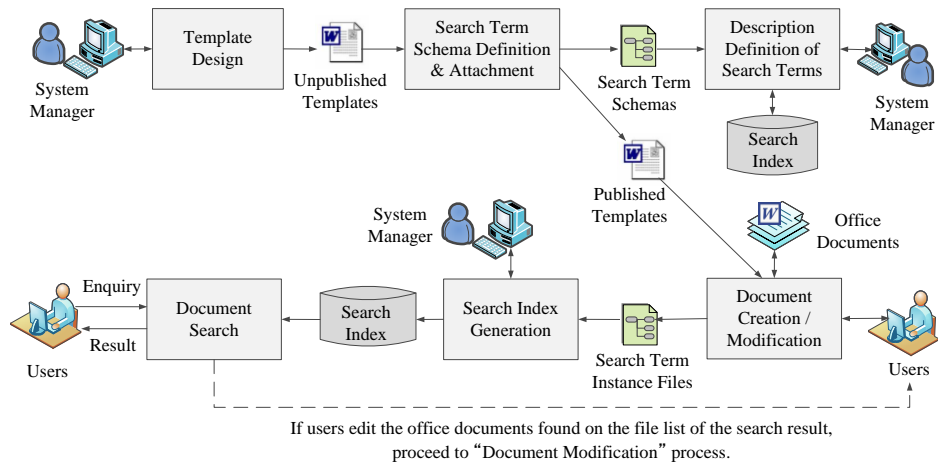 Template
Design
Search Term
Schema Definition
& Attachment
Description
Definition of
Search Terms
System
Manager
W
Unpublished
Templates
Search Term
Schemas
System
Manager
Search
Index
W
Published
Templates
System
Manager
W
Office
Documents
Enquiry
Result
Users
Document
Search
Search
Index
Search Index
Generation
Search Term
Instance Files
Document
Creation /
Modification
Users
If users edit the office documents found on the file list of the search result,
proceed to “Document Modification” process.